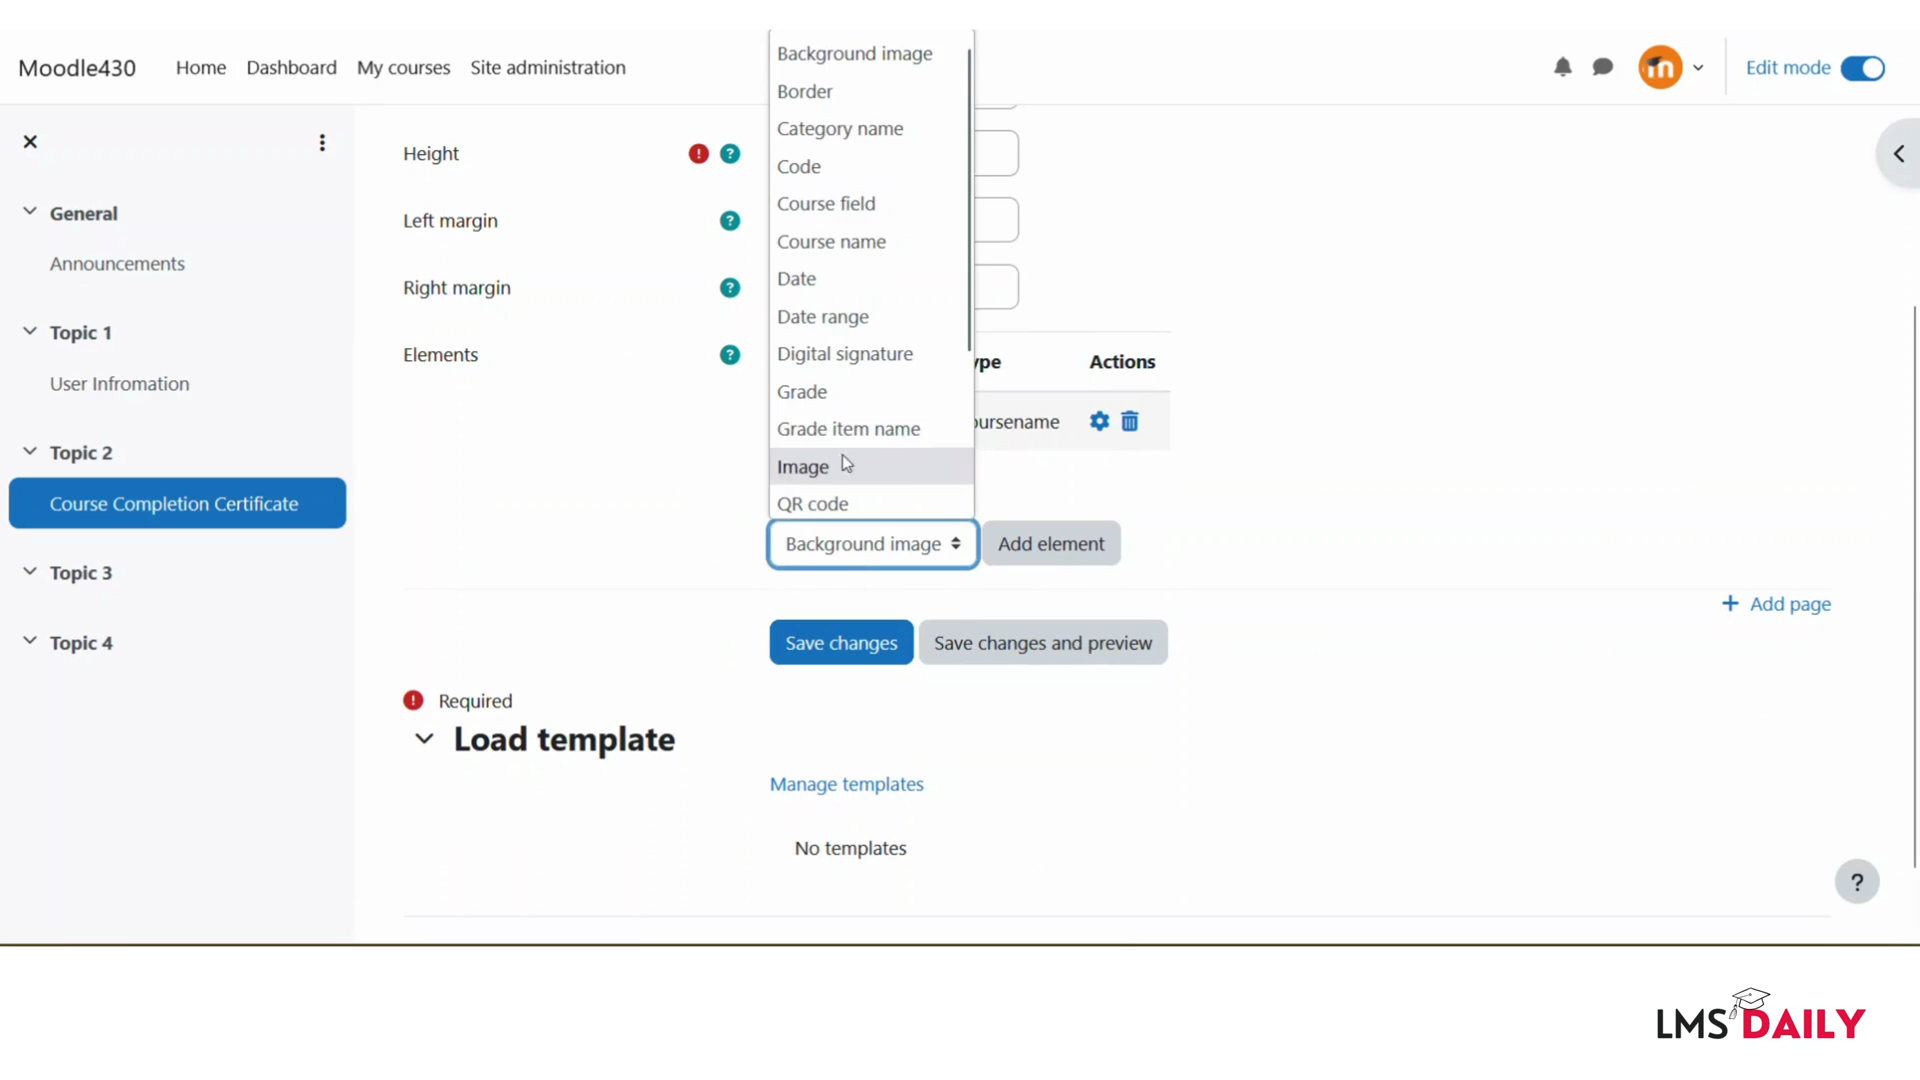 Moodle430 Home Dashboard My courses Site administration Edit mode
General
Announcements
Topic 1
User Infromation
Topic 2
Course Completion Certificate
Topic 3
Topic 4
Height
Left margin
Right margin
Elements
Background image
Border
Category name
Code
Course field
Course name
Date
Date range
Digital signature
Grade
Grade item name
Image
QR code
ype Actions
oursename
Background image Add element
+ Add page
Save changes Save changes and preview
! Required
Load template
Manage templates
No templates
?
LMS DAILY